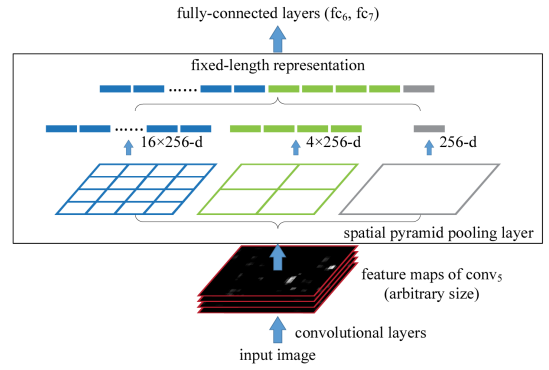 fully-connected layers (fc₆, fc₇)
fixed-length representation
16×256-d
4×256-d
256-d
spatial pyramid pooling layer
feature maps of conv₅
(arbitrary size)
convolutional layers
input image